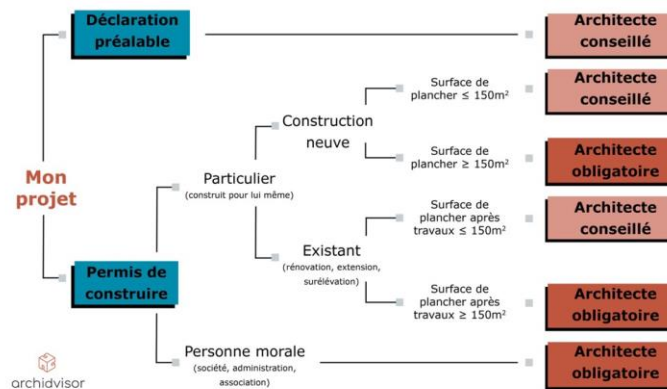 Déclaration
préalable
Architecte
conseillé
Surface de
plancher ≤ 150m²
Architecte
conseillé
Construction
neuve
Surface de
plancher ≥ 150m²
Architecte
obligatoire
Mon
projet
Particulier
(construit pour lui même)
Surface de
plancher après
travaux ≤ 150m²
Architecte
conseillé
Existant
(rénovation, extension,
surélévation)
Permis de
construire
Surface de
plancher après
travaux ≥ 150m²
Architecte
obligatoire
Personne morale
(société, administration,
association)
Architecte
obligatoire
archidvisor